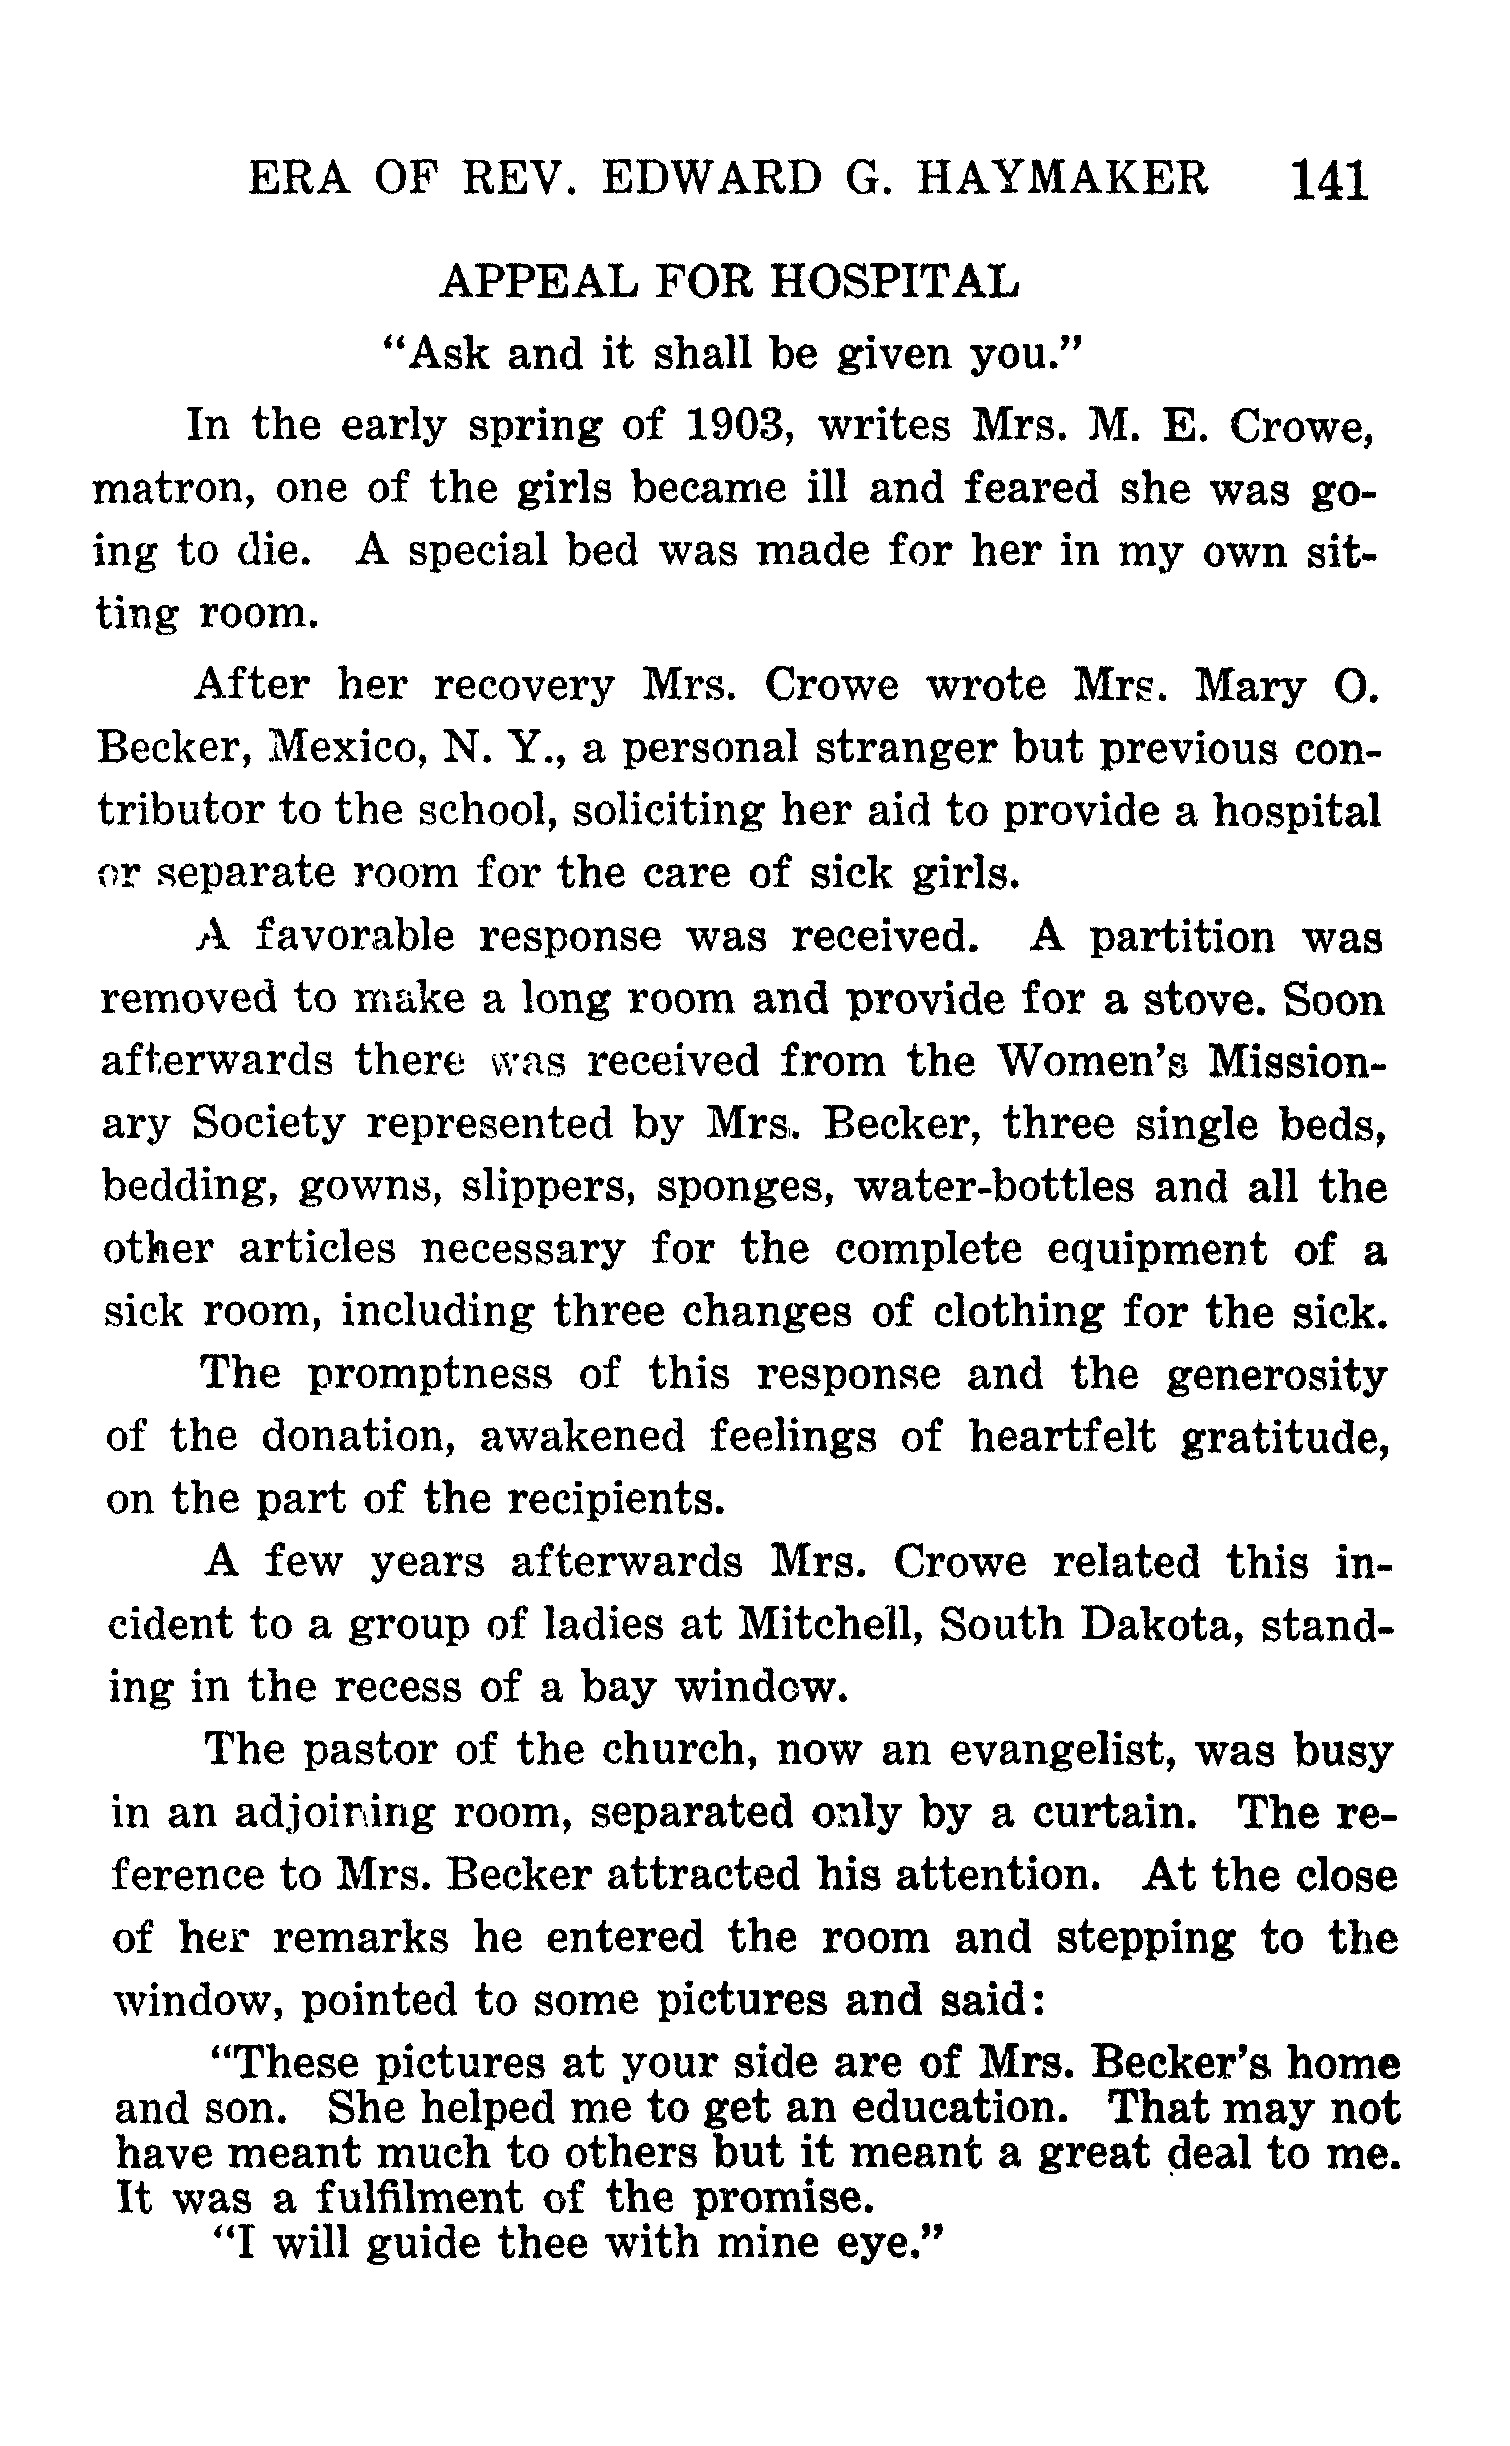 ERA OF REV. EDWARD G. HAYMAKER 141
APPEAL FOR HOSPITAL
“Ask and it shall be given you.”
In the early spring of 1903, writes Mrs. M. E. Crowe,
matron, one of the girls became ill and feared she was go-
ing to die. A special bed was made for her in my own sit-
ting room.
After her recovery Mrs. Crowe wrote Mrs. Mary O.
Becker, Mexico, N. Y., a personal stranger but previous con-
tributor to the school, soliciting her aid to provide a hospital
or separate room for the care of sick girls.
A favorable response was received. A partition was
removed to make a long room and provide for a stove. Soon
afterwards there was received from the Women’s Mission-
ary Society represented by Mrs. Becker, three single beds,
bedding, gowns, slippers, sponges, water-bottles and all the
other articles necessary for the complete equipment of a
sick room, including three changes of clothing for the sick.
The promptness of this response and the generosity
of the donation, awakened feelings of heartfelt gratitude,
on the part of the recipients.
A few years afterwards Mrs. Crowe related this in-
cident to a group of ladies at Mitchell, South Dakota, stand-
ing in the recess of a bay window.
The pastor of the church, now an evangelist, was busy
in an adjoining room, separated only by a curtain. The re-
ference to Mrs. Becker attracted his attention. At the close
of her remarks he entered the room and stepping to the
window, pointed to some pictures and said:
“These pictures at your side are of Mrs. Becker’s home
and son. She helped me to get an education. That may not
have meant much to others but it meant a great deal to me.
It was a fulfilment of the promise.
“I will guide thee with mine eye.”